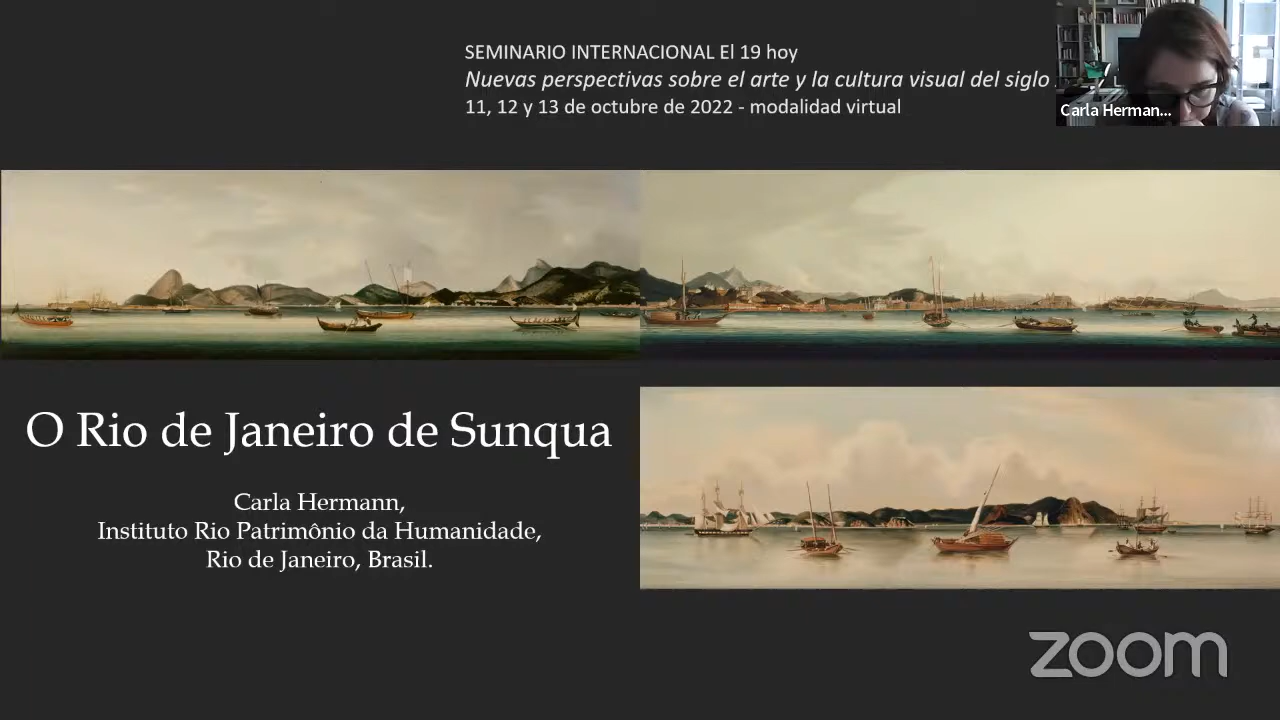 SEMINARIO INTERNACIONAL El 19 hoy
Nuevas perspectivas sobre el arte y la cultura visual del siglo
11, 12 y 13 de octubre de 2022 - modalidad virtual
Carla Herman...
O Rio de Janeiro de Sunqua
Carla Hermann,
Instituto Rio Patrimônio da Humanidade,
Rio de Janeiro, Brasil.
zoom